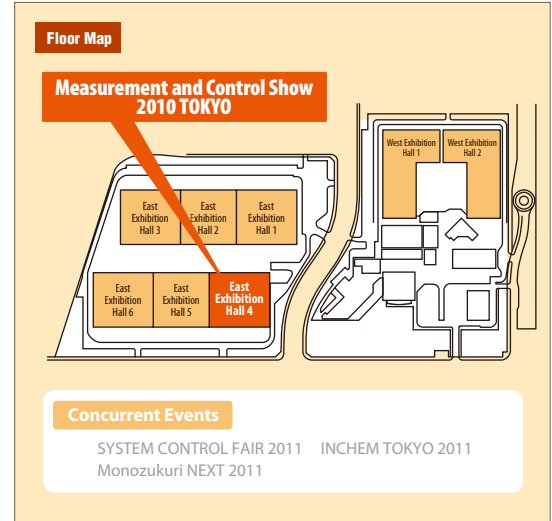 Floor Map
Measurement and Control Show
2010 TOKYO
West Exhibition
Hall 1
West Exhibition
Hall 2
East
Exhibition
Hall 3
East
Exhibition
Hall 2
East
Exhibition
Hall 1
East
Exhibition
Hall 6
East
Exhibition
Hall 5
East
Exhibition
Hall 4
Concurrent Events
SYSTEM CONTROL FAIR 2011 INCHEM TOKYO 2011
Monozukuri NEXT 2011